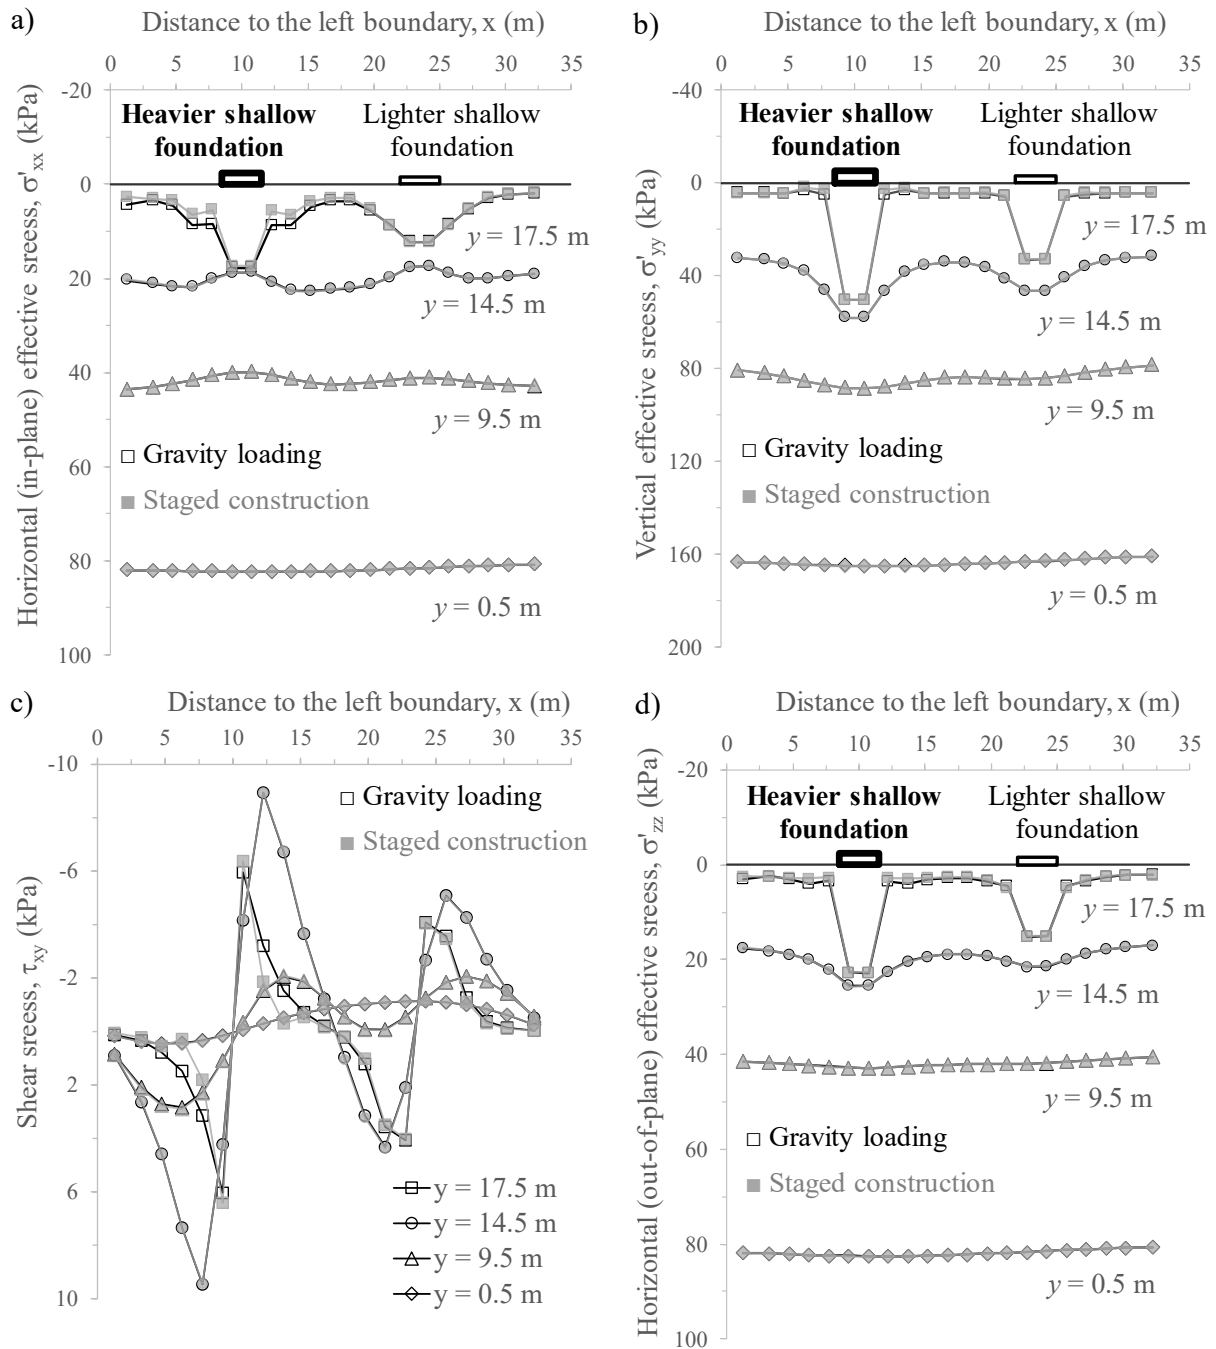 a)
Distance to the left boundary, x (m)
0 5 10 15 20 25 30 35
Horizontal (in-plane) effective sreess, σ'xx (kPa)
-20
0
20
40
60
80
100
Heavier shallow
foundation
Lighter shallow
foundation
y = 17.5 m
y = 14.5 m
y = 9.5 m
Gravity loading
Staged construction
y = 0.5 m
b)
Distance to the left boundary, x (m)
0 5 10 15 20 25 30 35
Vertical effective sreess, σ'yy (kPa)
-40
0
40
80
120
160
200
Heavier shallow
foundation
Lighter shallow
foundation
y = 17.5 m
y = 14.5 m
y = 9.5 m
Gravity loading
Staged construction
y = 0.5 m
c)
Distance to the left boundary, x (m)
0 5 10 15 20 25 30 35
Shear sreess, τxy (kPa)
-10
-6
-2
2
6
10
Gravity loading
Staged construction
y = 17.5 m
y = 14.5 m
y = 9.5 m
y = 0.5 m
d)
Distance to the left boundary, x (m)
0 5 10 15 20 25 30 35
Horizontal (out-of-plane) effective sreess, σ'zz (kPa)
-20
0
20
40
60
80
100
Heavier shallow
foundation
Lighter shallow
foundation
y = 17.5 m
y = 14.5 m
y = 9.5 m
Gravity loading
Staged construction
y = 0.5 m